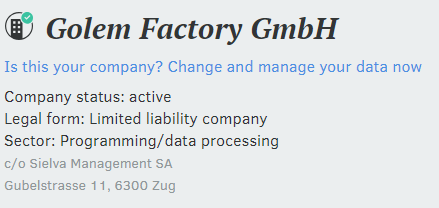 Golem Factory GmbH
Is this your company? Change and manage your data now
Company status: active
Legal form: Limited liability company
Sector: Programming/data processing
c/o Sielva Management SA
Gubelstrasse 11, 6300 Zug